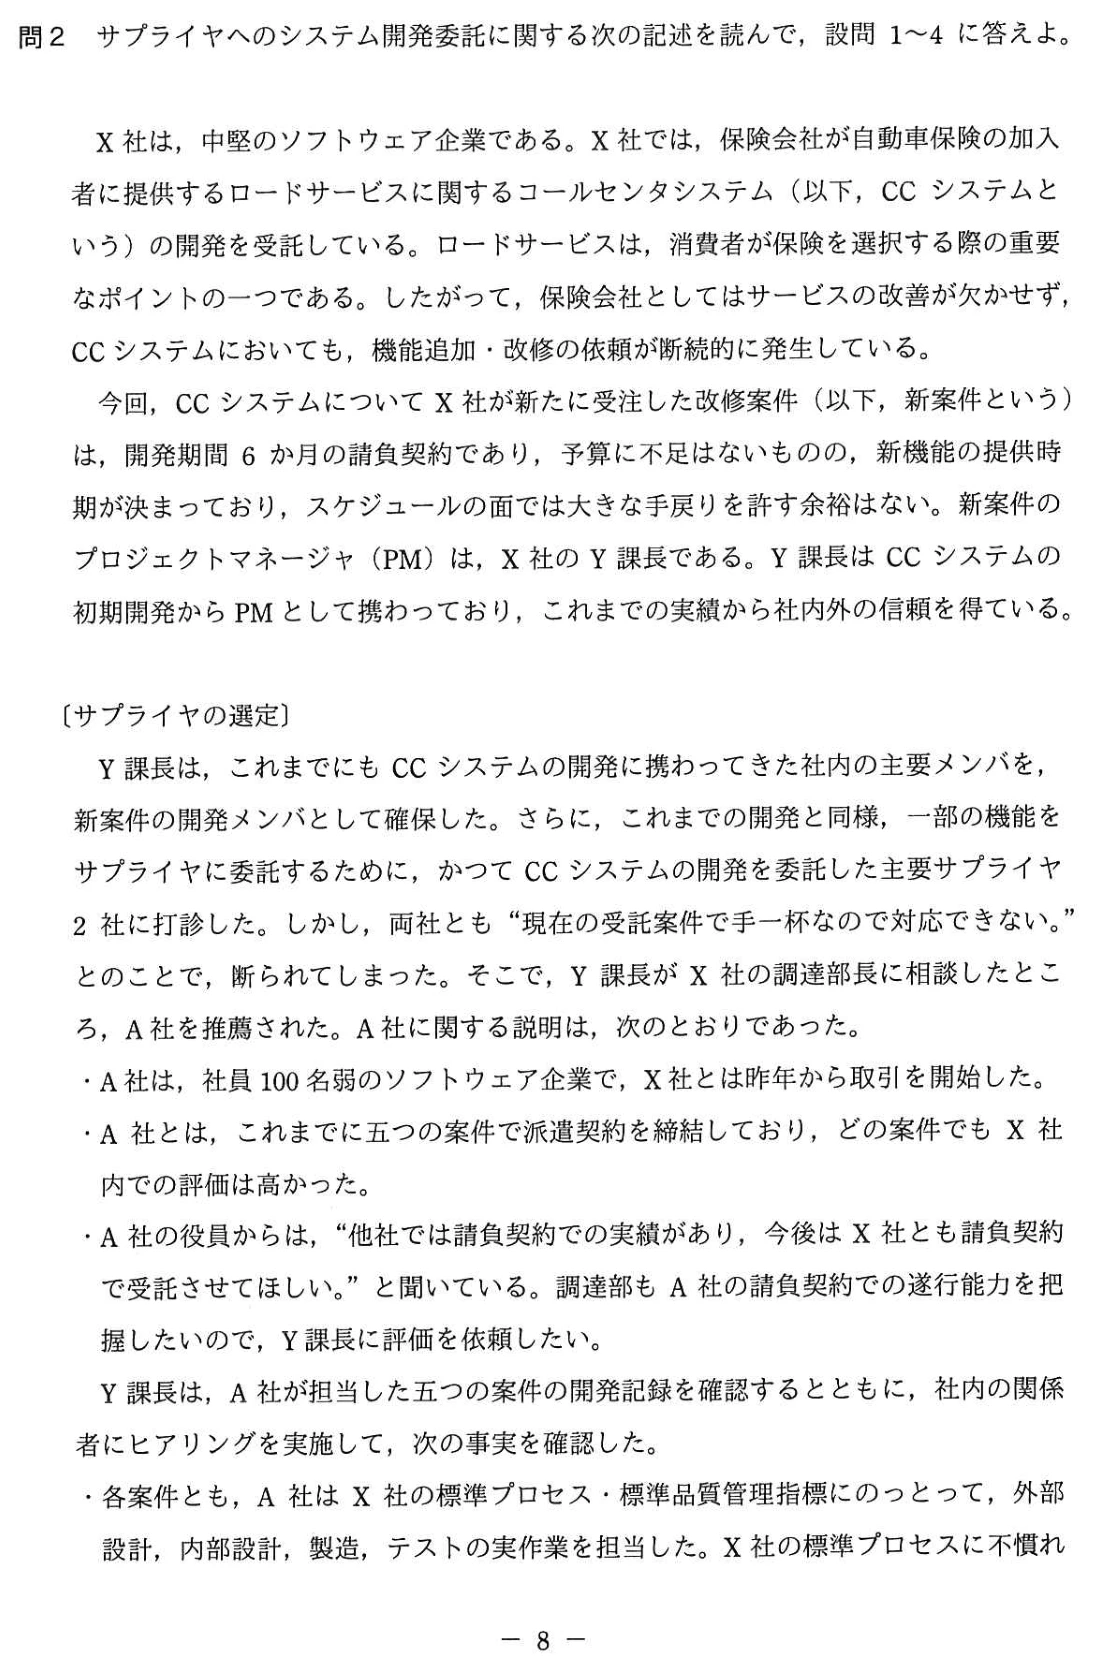 問2　サプライヤへのシステム開発委託に関する次の記述を読んで，設問 1～4 に答えよ。
X 社は，中堅のソフトウェア企業である。X 社では，保険会社が自動車保険の加入
者に提供するロードサービスに関するコールセンタシステム（以下，CC システムと
いう）の開発を受託している。ロードサービスは，消費者が保険を選択する際の重要
なポイントの一つである。したがって，保険会社としてはサービスの改善が欠かせず，
CC システムにおいても，機能追加・改修の依頼が断続的に発生している。
今回，CC システムについて X 社が新たに受注した改修案件（以下，新案件という）
は，開発期間 6 か月の請負契約であり，予算に不足はないものの，新機能の提供時
期が決まっており，スケジュールの面では大きな手戻りを許す余裕はない。新案件の
プロジェクトマネージャ（PM）は，X 社の Y 課長である。Y 課長は CC システムの
初期開発から PM として携わっており，これまでの実績から社内外の信頼を得ている。
〔サプライヤの選定〕
Y 課長は，これまでにも CC システムの開発に携わってきた社内の主要メンバを，
新案件の開発メンバとして確保した。さらに，これまでの開発と同様，一部の機能を
サプライヤに委託するために，かつて CC システムの開発を委託した主要サプライヤ
2 社に打診した。しかし，両社とも“現在の受託案件で手一杯なので対応できない。”
とのことで，断られてしまった。そこで，Y 課長が X 社の調達部長に相談したとこ
ろ，A 社を推薦された。A 社に関する説明は，次のとおりであった。
・A 社は，社員 100 名弱のソフトウェア企業で，X 社とは昨年から取引を開始した。
・A 社とは，これまでに五つの案件で派遣契約を締結しており，どの案件でも X 社
内での評価は高かった。
・A 社の役員からは，“他社では請負契約での実績があり，今後は X 社とも請負契約
で受託させてほしい。”と聞いている。調達部も A 社の請負契約での遂行能力を把
握したいので，Y 課長に評価を依頼したい。
Y 課長は，A 社が担当した五つの案件の開発記録を確認するとともに，社内の関係
者にヒアリングを実施して，次の事実を確認した。
・各案件とも，A 社は X 社の標準プロセス・標準品質管理指標にのっとって，外部
設計，内部設計，製造，テストの実作業を担当した。X 社の標準プロセスに不慣れ
－ 8 －